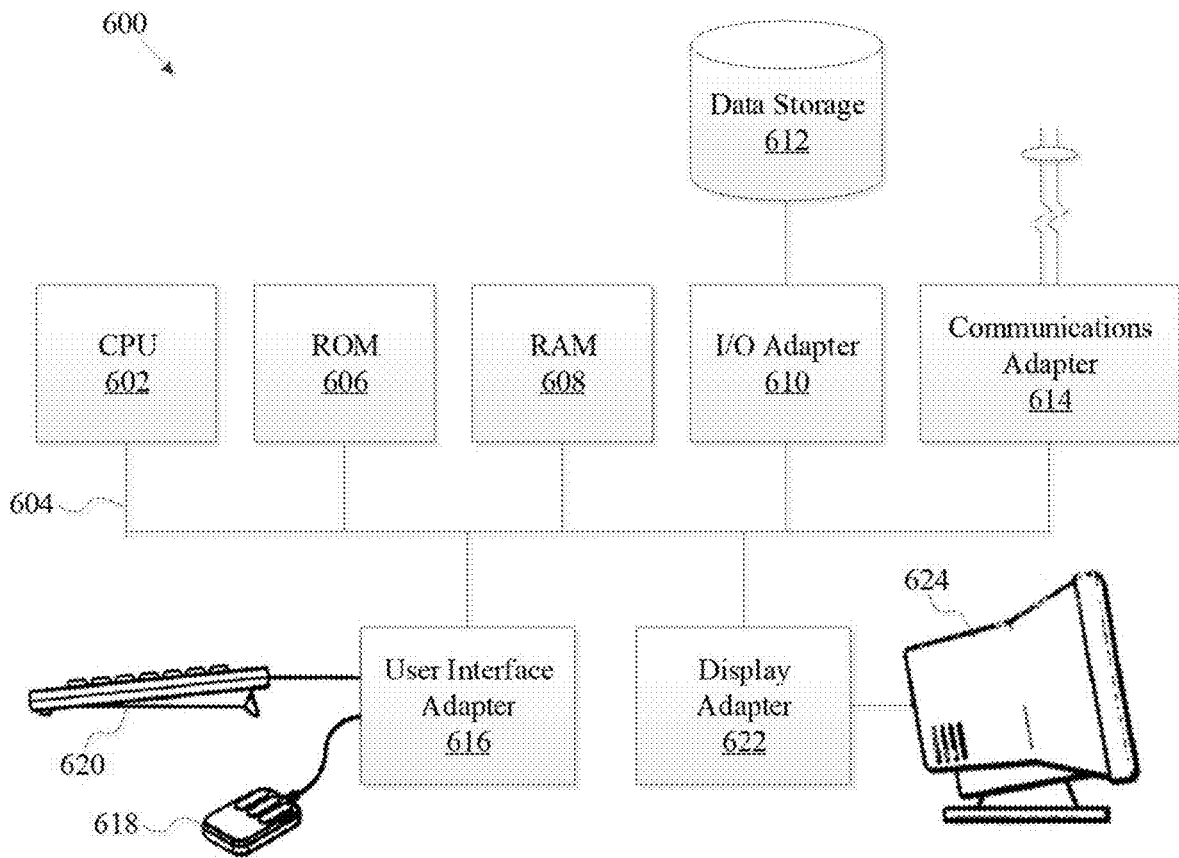 600
Data Storage
612
CPU
602
ROM
606
RAM
608
I/O Adapter
610
Communications
Adapter
614
604
624
User Interface
Adapter
616
Display
Adapter
622
620
618